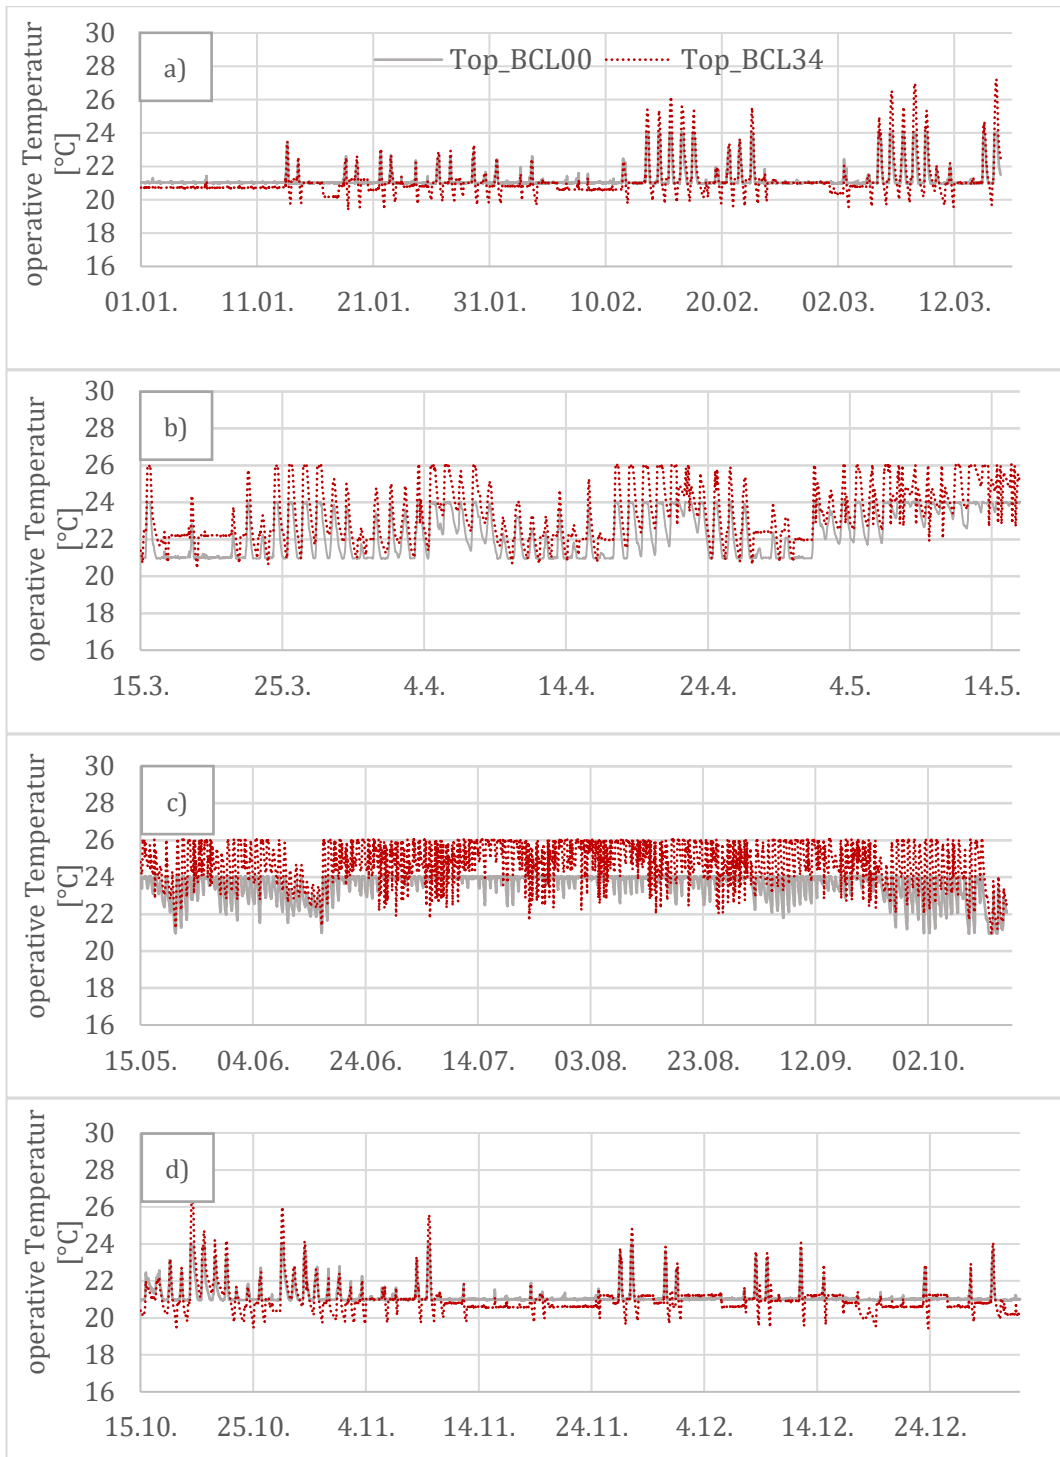 operative Temperatur
[°C]
30
28
26
24
22
20
18
16
a)
Top_BCL00
Top_BCL34
01.01. 11.01. 21.01. 31.01. 10.02. 20.02. 02.03. 12.03.
operative Temperatur
[°C]
30
28
26
24
22
20
18
16
b)
15.3. 25.3. 4.4. 14.4. 24.4. 4.5. 14.5.
operative Temperatur
[°C]
30
28
26
24
22
20
18
16
c)
15.05. 04.06. 24.06. 14.07. 03.08. 23.08. 12.09. 02.10.
operative Temperatur
[°C]
30
28
26
24
22
20
18
16
d)
15.10. 25.10. 4.11. 14.11. 24.11. 4.12. 14.12. 24.12.